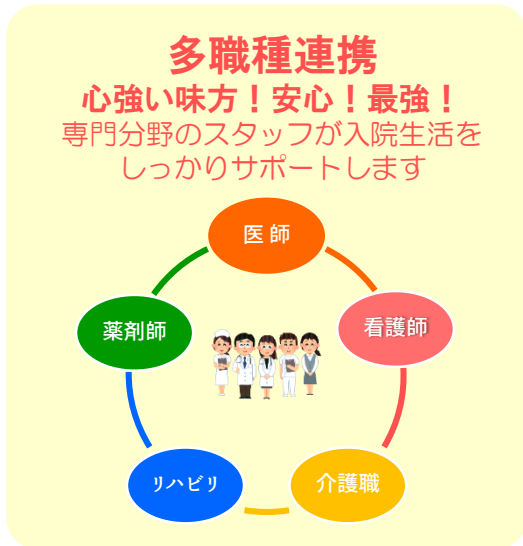 多職種連携
心強い味方！安心！最強！
専門分野のスタッフが入院生活を
しっかりサポートします
医 師
看護師
介護職
リハビリ
薬剤師